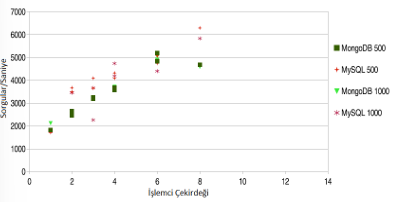 7000
6000
5000
4000
3000
2000
1000
0
Sorgular/Saniye
0 2 4 6 8 10 12 14
İşlemci Çekirdeği
MongoDB 500
MySQL 500
MongoDB 1000
MySQL 1000